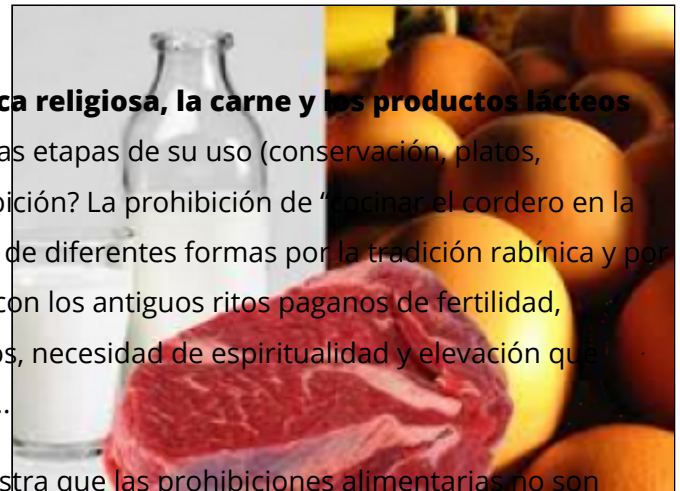 ca religiosa, la carne y los productos lácteos
as etapas de su uso (conservación, platos,
bición? La prohibición de “cocinar el cordero en la
de diferentes formas por la tradición rabínica y por
con los antiguos ritos paganos de fertilidad,
os, necesidad de espiritualidad y elevación que
..
stra que las prohibiciones alimentarias no son